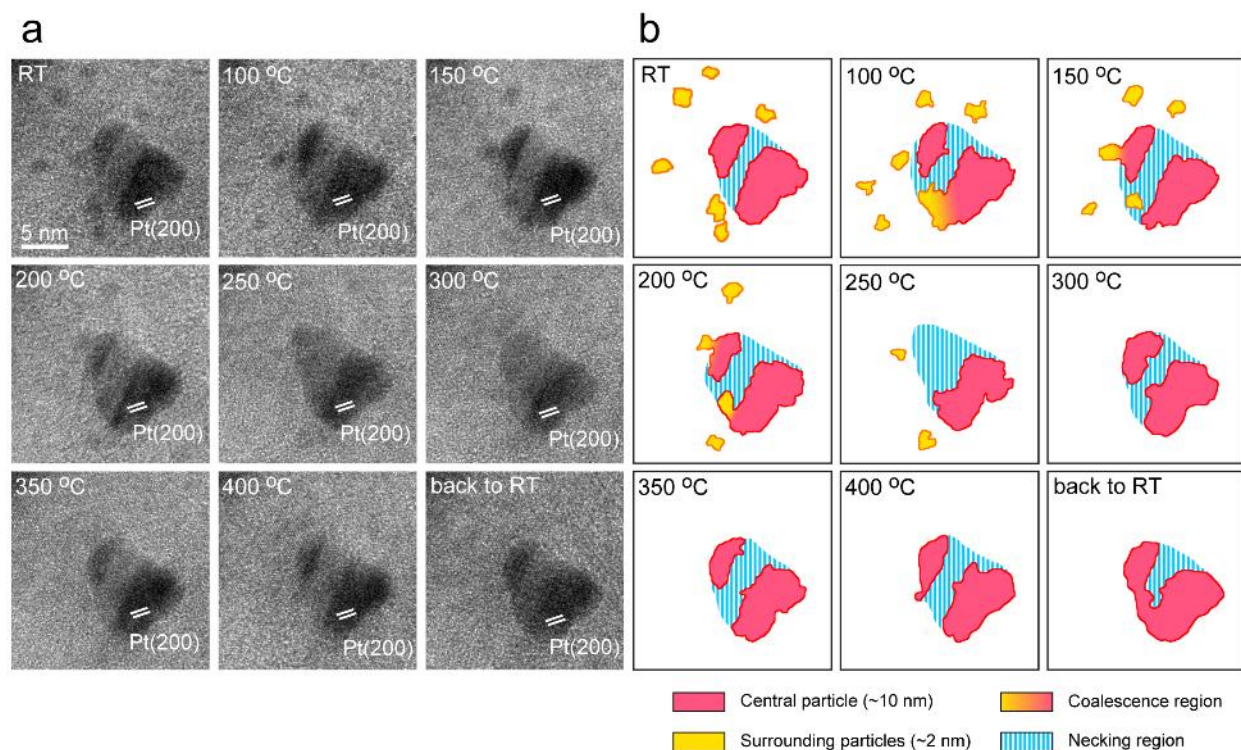 a
b
RT
100 °C
150 °C
Pt(200)
Pt(200)
Pt(200)
5 nm
200 °C
250 °C
300 °C
Pt(200)
Pt(200)
Pt(200)
350 °C
400 °C
back to RT
Pt(200)
Pt(200)
Pt(200)
RT
100 °C
150 °C
200 °C
250 °C
300 °C
350 °C
400 °C
back to RT
Central particle (~10 nm)
Coalescence region
Surrounding particles (~2 nm)
Necking region